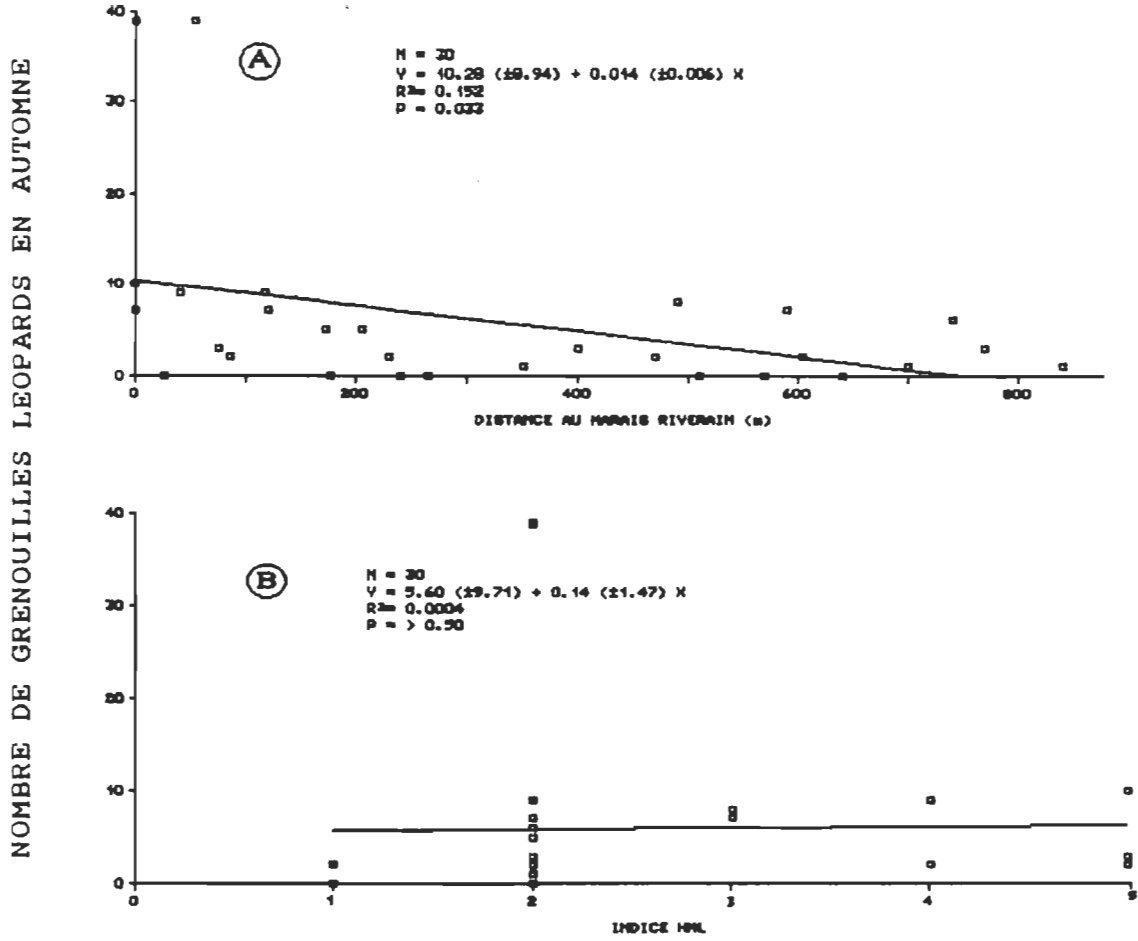 NOMBRE DE GRENOUILLES LEOPARDS EN AUTOMNE
40
30
20
10
0
A
N = 30
Y = 10.28 (±8.94) + 0.014 (±0.006) X
R²= 0.152
P = 0.033
0 200 400 600 800
DISTANCE AU MARAIS RIVERAIN (m)
40
30
20
10
0
B
N = 30
Y = 5.60 (±9.71) + 0.14 (±1.47) X
R²= 0.0004
P = > 0.50
0 1 2 3 4 5
INDICE HML